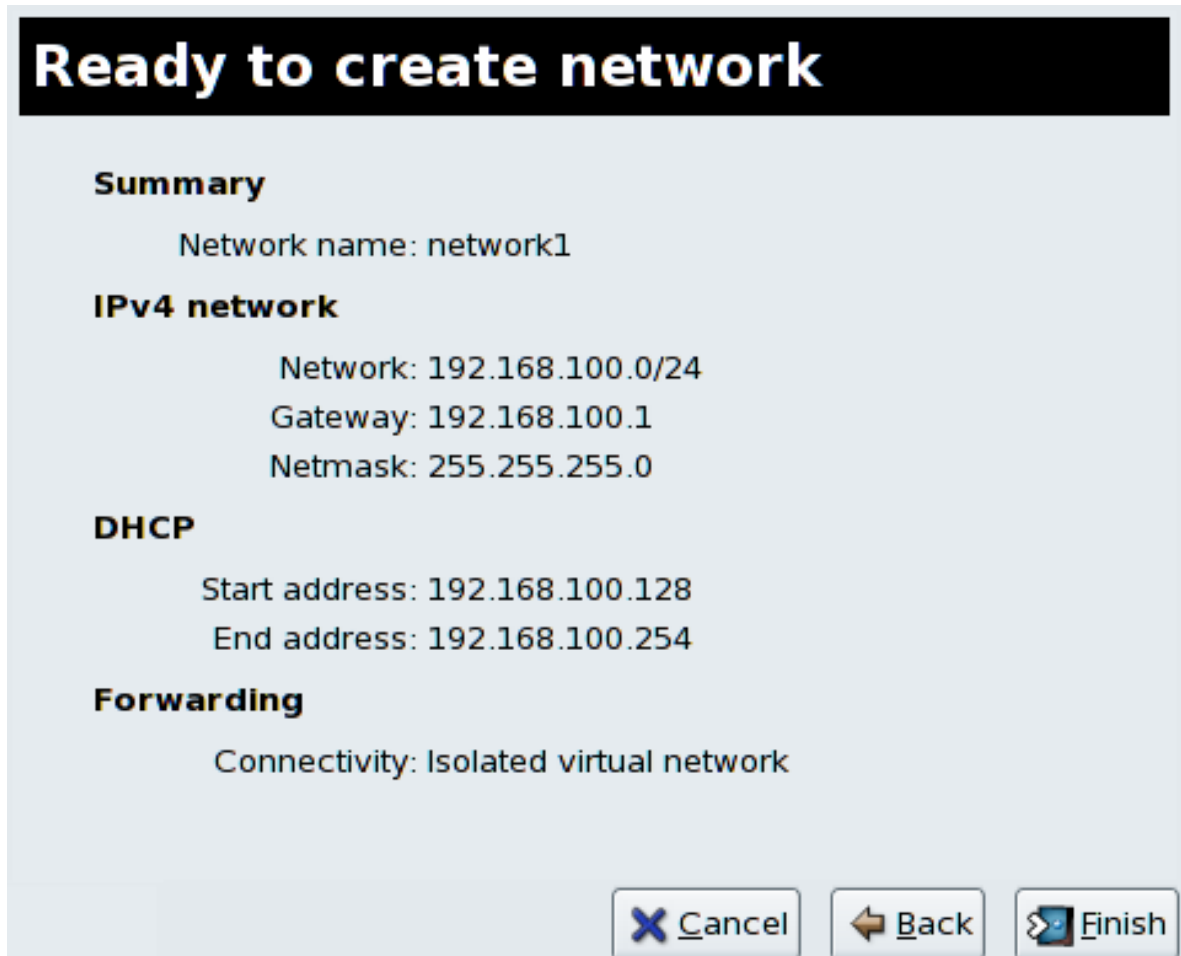 Ready to create network
Summary
Network name: network1
IPv4 network
Network: 192.168.100.0/24
Gateway: 192.168.100.1
Netmask: 255.255.255.0
DHCP
Start address: 192.168.100.128
End address: 192.168.100.254
Forwarding
Connectivity: Isolated virtual network
Cancel Back Finish